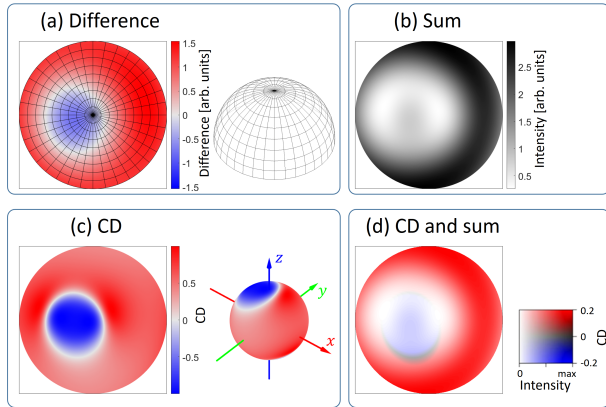 (a) Difference
1.5
1
0.5
0
-0.5
-1
-1.5
Difference [arb. units]
(b) Sum
2.5
2
1.5
1
0.5
Intensity [arb. units]
(c) CD
0.5
0
-0.5
CD
z
y
x
(d) CD and sum
0.2
0
-0.2
CD
0
max
Intensity